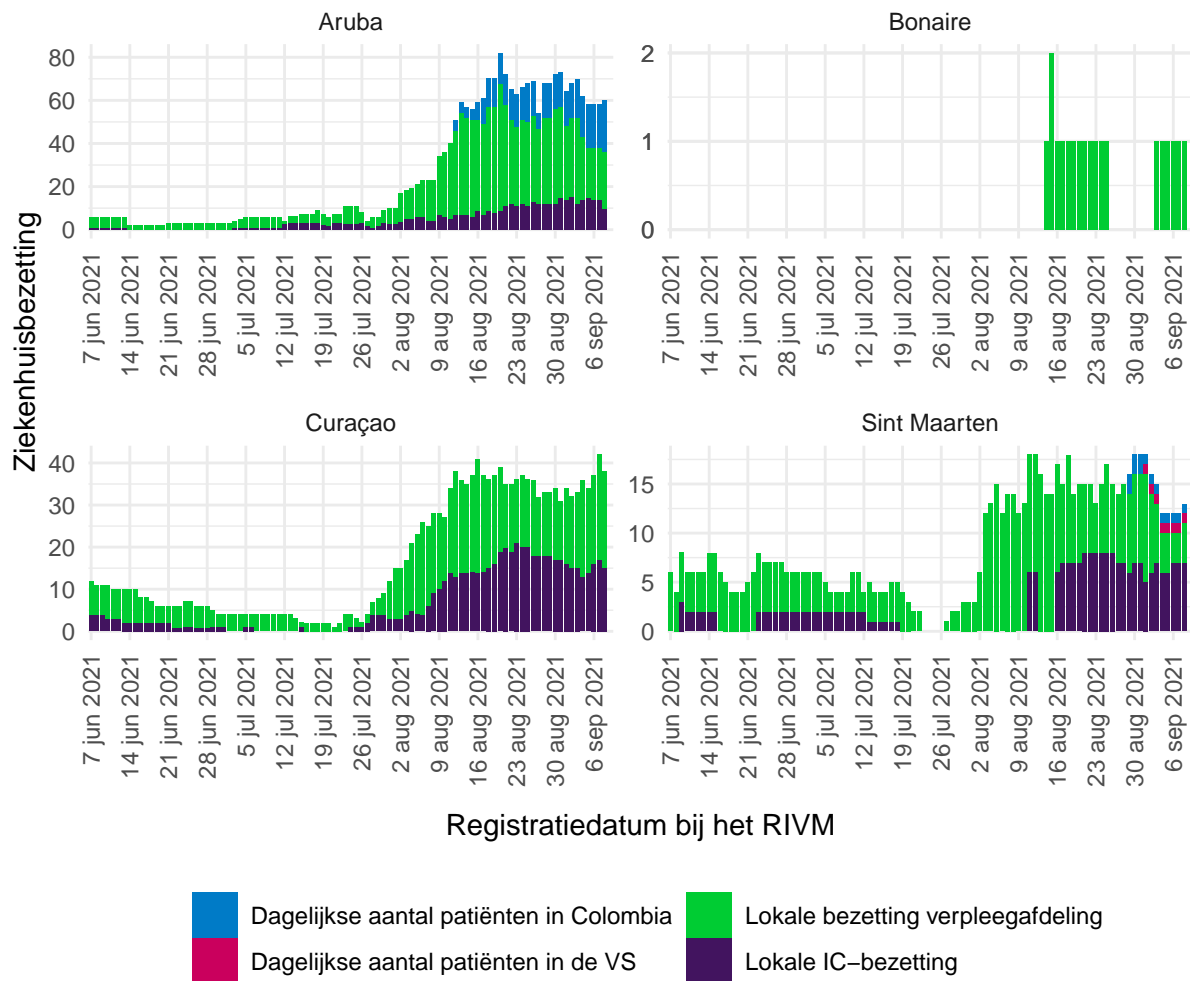 Aruba
Bonaire
80
60
40
20
0
2
1
0
7 jun 2021
14 jun 2021
21 jun 2021
28 jun 2021
5 jul 2021
12 jul 2021
19 jul 2021
26 jul 2021
2 aug 2021
9 aug 2021
16 aug 2021
23 aug 2021
30 aug 2021
6 sep 2021
7 jun 2021
14 jun 2021
21 jun 2021
28 jun 2021
5 jul 2021
12 jul 2021
19 jul 2021
26 jul 2021
2 aug 2021
9 aug 2021
16 aug 2021
23 aug 2021
30 aug 2021
6 sep 2021
Ziekenhuisbezetting
Curaçao
Sint Maarten
40
30
20
10
0
15
10
5
0
7 jun 2021
14 jun 2021
21 jun 2021
28 jun 2021
5 jul 2021
12 jul 2021
19 jul 2021
26 jul 2021
2 aug 2021
9 aug 2021
16 aug 2021
23 aug 2021
30 aug 2021
6 sep 2021
7 jun 2021
14 jun 2021
21 jun 2021
28 jun 2021
5 jul 2021
12 jul 2021
19 jul 2021
26 jul 2021
2 aug 2021
9 aug 2021
16 aug 2021
23 aug 2021
30 aug 2021
6 sep 2021
Registratiedatum bij het RIVM
Dagelijkse aantal patiënten in Colombia
Dagelijkse aantal patiënten in de VS
Lokale bezetting verpleegafdeling
Lokale IC−bezetting